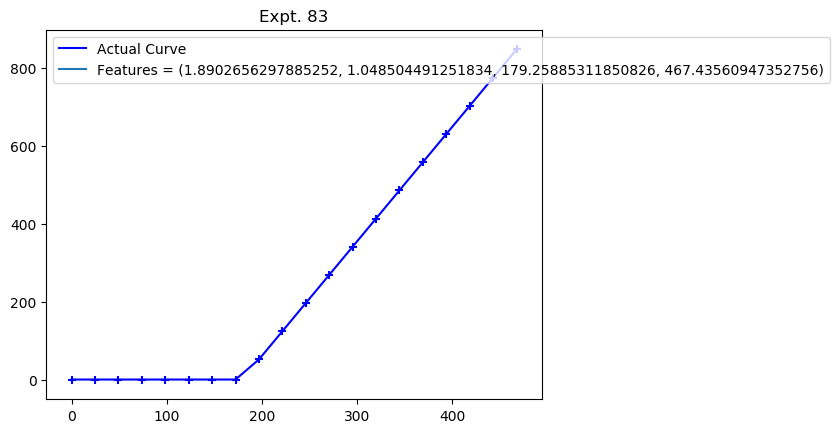 Expt. 83
Actual Curve
Features = (1.8902656297885252, 1.048504491251834, 179.25885311850826, 467.43560947352756)
800
600
400
200
0
0 100 200 300 400